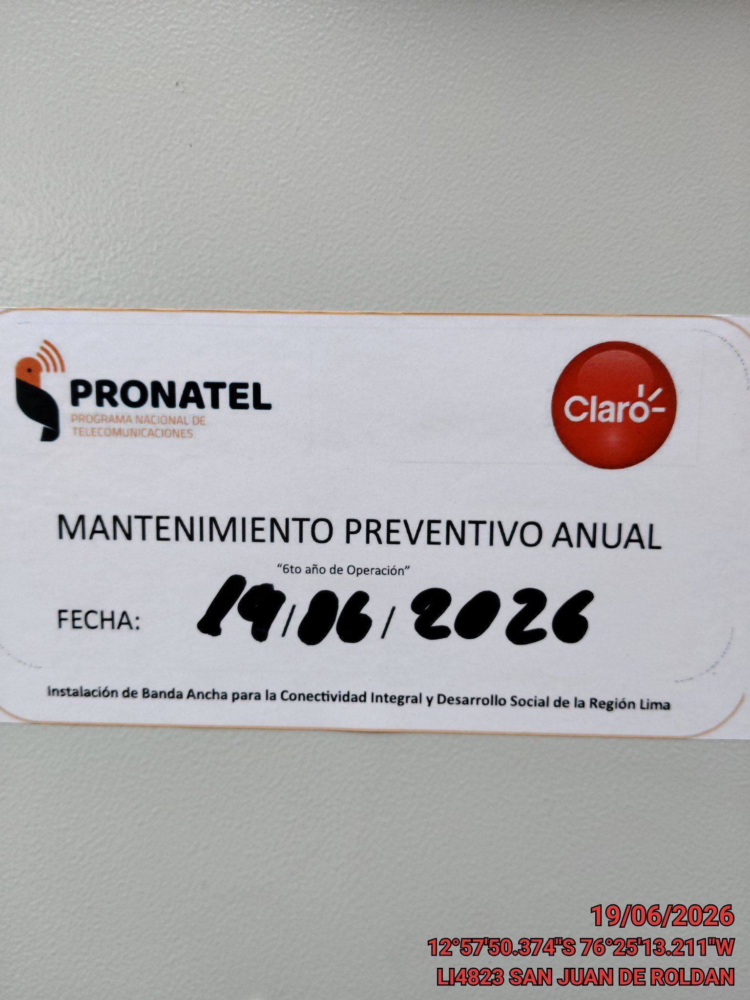 PRONATEL
PROGRAMA NACIONAL DE
TELECOMUNICACIONES
Claro
MANTENIMIENTO PREVENTIVO ANUAL
“6to año de Operación”
FECHA: 19/06/2026
Instalación de Banda Ancha para la Conectividad Integral y Desarrollo Social de la Región Lima
19/06/2026
12°57'50.374"S 76°25'13.211"W
LI4823 SAN JUAN DE ROLDAN